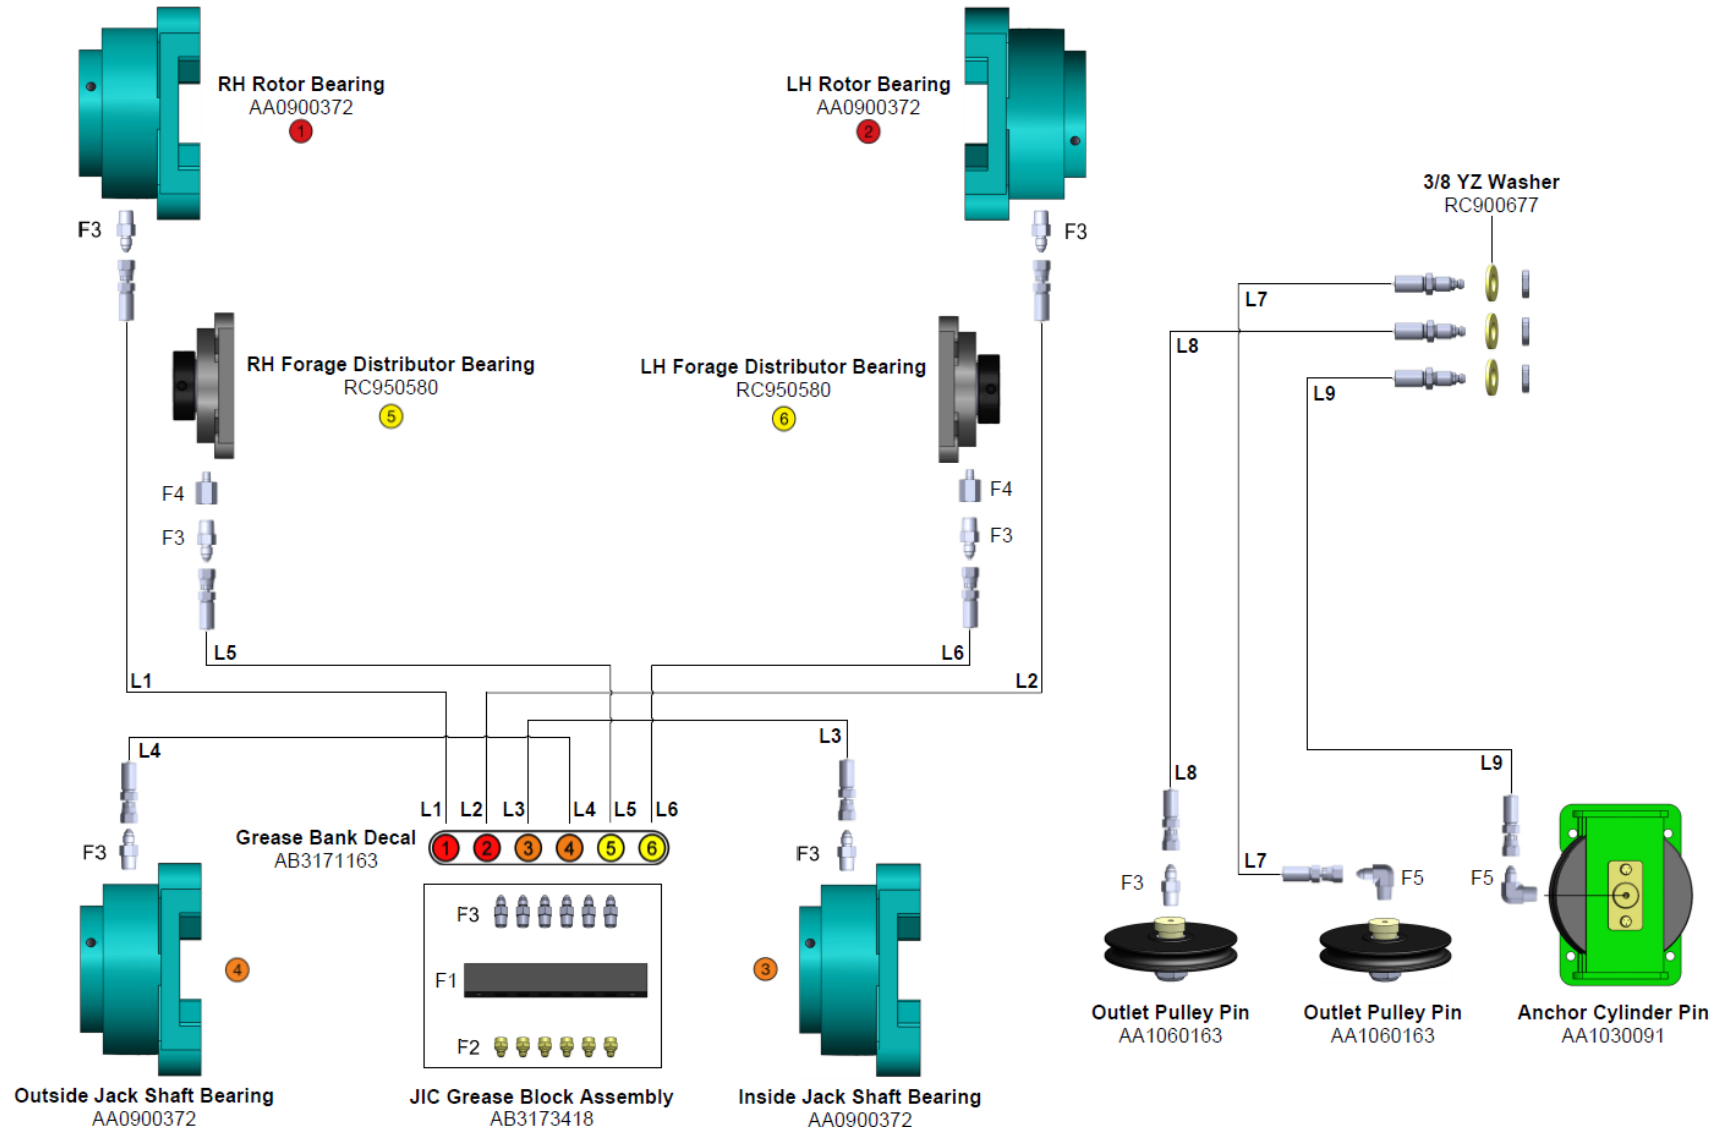 RH Rotor Bearing
AA0900372
1
LH Rotor Bearing
AA0900372
2
F3
F3
3/8 YZ Washer
RC900677
L7
L8
L9
RH Forage Distributor Bearing
RC950580
5
LH Forage Distributor Bearing
RC950580
6
F4
F3
F4
F3
L5
L6
L1
L2
L4
L3
L1 L2 L3 L4 L5 L6
Grease Bank Decal
AB3171163
1 2 3 4 5 6
F3
F3
L8
L9
L7
F3
F5
F5
F3
F1
F2
4
3
Outside Jack Shaft Bearing
AA0900372
JIC Grease Block Assembly
AB3173418
Inside Jack Shaft Bearing
AA0900372
Outlet Pulley Pin
AA1060163
Outlet Pulley Pin
AA1060163
Anchor Cylinder Pin
AA1030091